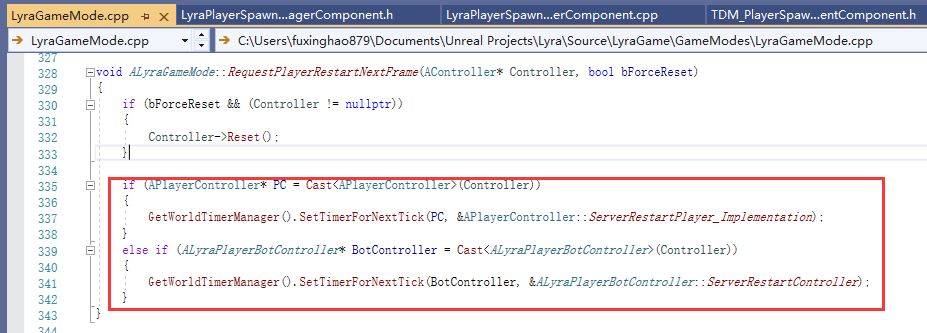 LyraGameMode.cpp
LyraPlayerSpawn...agerComponent.h
LyraPlayerSpawn...erComponent.cpp
TDM_PlayerSpaw...entComponent.h
LyraGameMode.cpp
C:\Users\fuxinghao879\Documents\Unreal Projects\Lyra\Source\LyraGame\GameModes\LyraGameMode.cpp
327
328 void ALyraGameMode::RequestPlayerRestartNextFrame(AController* Controller, bool bForceReset)
329 {
330 if (bForceReset && (Controller != nullptr))
331 {
332 Controller->Reset();
333 }
334
335 if (APlayerController* PC = Cast<APlayerController>(Controller))
336 {
337 GetWorldTimerManager().SetTimerForNextTick(PC, &APlayerController::ServerRestartPlayer_Implementation);
338 }
339 else if (ALyraPlayerBotController* BotController = Cast<ALyraPlayerBotController>(Controller))
340 {
341 GetWorldTimerManager().SetTimerForNextTick(BotController, &ALyraPlayerBotController::ServerRestartController);
342 }
343 }
344